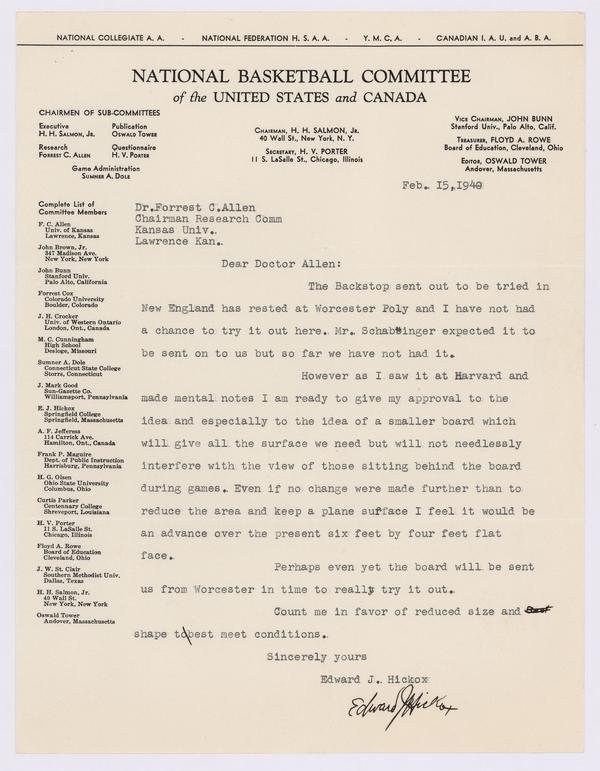 NATIONAL COLLEGIATE A. A. - NATIONAL FEDERATION H. S. A. A. - Y. M. C. A. - CANADIAN I. A. U. and A. B. A.
NATIONAL BASKETBALL COMMITTEE
of the UNITED STATES and CANADA
CHAIRMEN OF SUB-COMMITTEES
Executive
H. H. SALMON, JR.
Publication
OSWALD TOWER
Research
FORREST C. ALLEN
Questionnaire
H. V. PORTER
Game Administration
SUMNER A. DOLE
CHAIRMAN, H. H. SALMON, JR.
40 Wall St., New York, N. Y.
SECRETARY, H. V. PORTER
11 S. LaSalle St., Chicago, Illinois
VICE CHAIRMAN, JOHN BUNN
Stanford Univ., Palo Alto, Calif.
TREASURER, FLOYD A. ROWE
Board of Education, Cleveland, Ohio
EDITOR, OSWALD TOWER
Andover, Massachusetts
Feb. 15, 1940
Complete List of
Committee Members
F. C. Allen
Univ. of Kansas
Lawrence, Kansas
John Brown, Jr.
347 Madison Ave.
New York, New York
John Bunn
Stanford Univ.
Palo Alto, California
Forrest Cox
Colorado University
Boulder, Colorado
J. H. Crocker
Univ. of Western Ontario
London, Ont., Canada
M. C. Cunningham
High School
Desloge, Missouri
Sumner A. Dole
Connecticut State College
Storrs, Connecticut
J. Mark Good
Sun-Gazette Co.
Williamsport, Pennsylvania
E. J. Hickox
Springfield College
Springfield, Massachusetts
A. F. Jefferess
114 Carrick Ave.
Hamilton, Ont., Canada
Frank P. Maguire
Dept. of Public Instruction
Harrisburg, Pennsylvania
H. G. Olsen
Ohio State University
Columbus, Ohio
Curtis Parker
Centenary College
Shreveport, Louisiana
H. V. Porter
11 S. LaSalle St.
Chicago, Illinois
Floyd A. Rowe
Board of Education
Cleveland, Ohio
J. W. St. Clair
Southern Methodist Univ.
Dallas, Texas
H. H. Salmon, Jr.
40 Wall St.
New York, New York
Oswald Tower
Andover, Massachusetts
Dr.Forrest C.Allen
Chairman Research Comm
Kansas Univ.
Lawrence Kan.
Dear Doctor Allen:
The Backstop sent out to be tried in
New England has rested at Worcester Poly and I have not had
a chance to try it out here. Mr. Schabtinger expected it to
be sent on to us but so far we have not had it.
However as I saw it at Harvard and
made mental notes I am ready to give my approval to the
idea and especially to the idea of a smaller board which
will give all the surface we need but will not needlessly
interfere with the view of those sitting behind the board
during games. Even if no change were made further than to
reduce the area and keep a plane suface I feel it would be
an advance over the present six feet by four feet flat
face.
Perhaps even yet the board will be sent
us from Worcester in time to really try it out.
Count me in favor of reduced size and
shape to best meet conditions.
Sincerely yours
Edward J. Hickox
Edward J Hickox